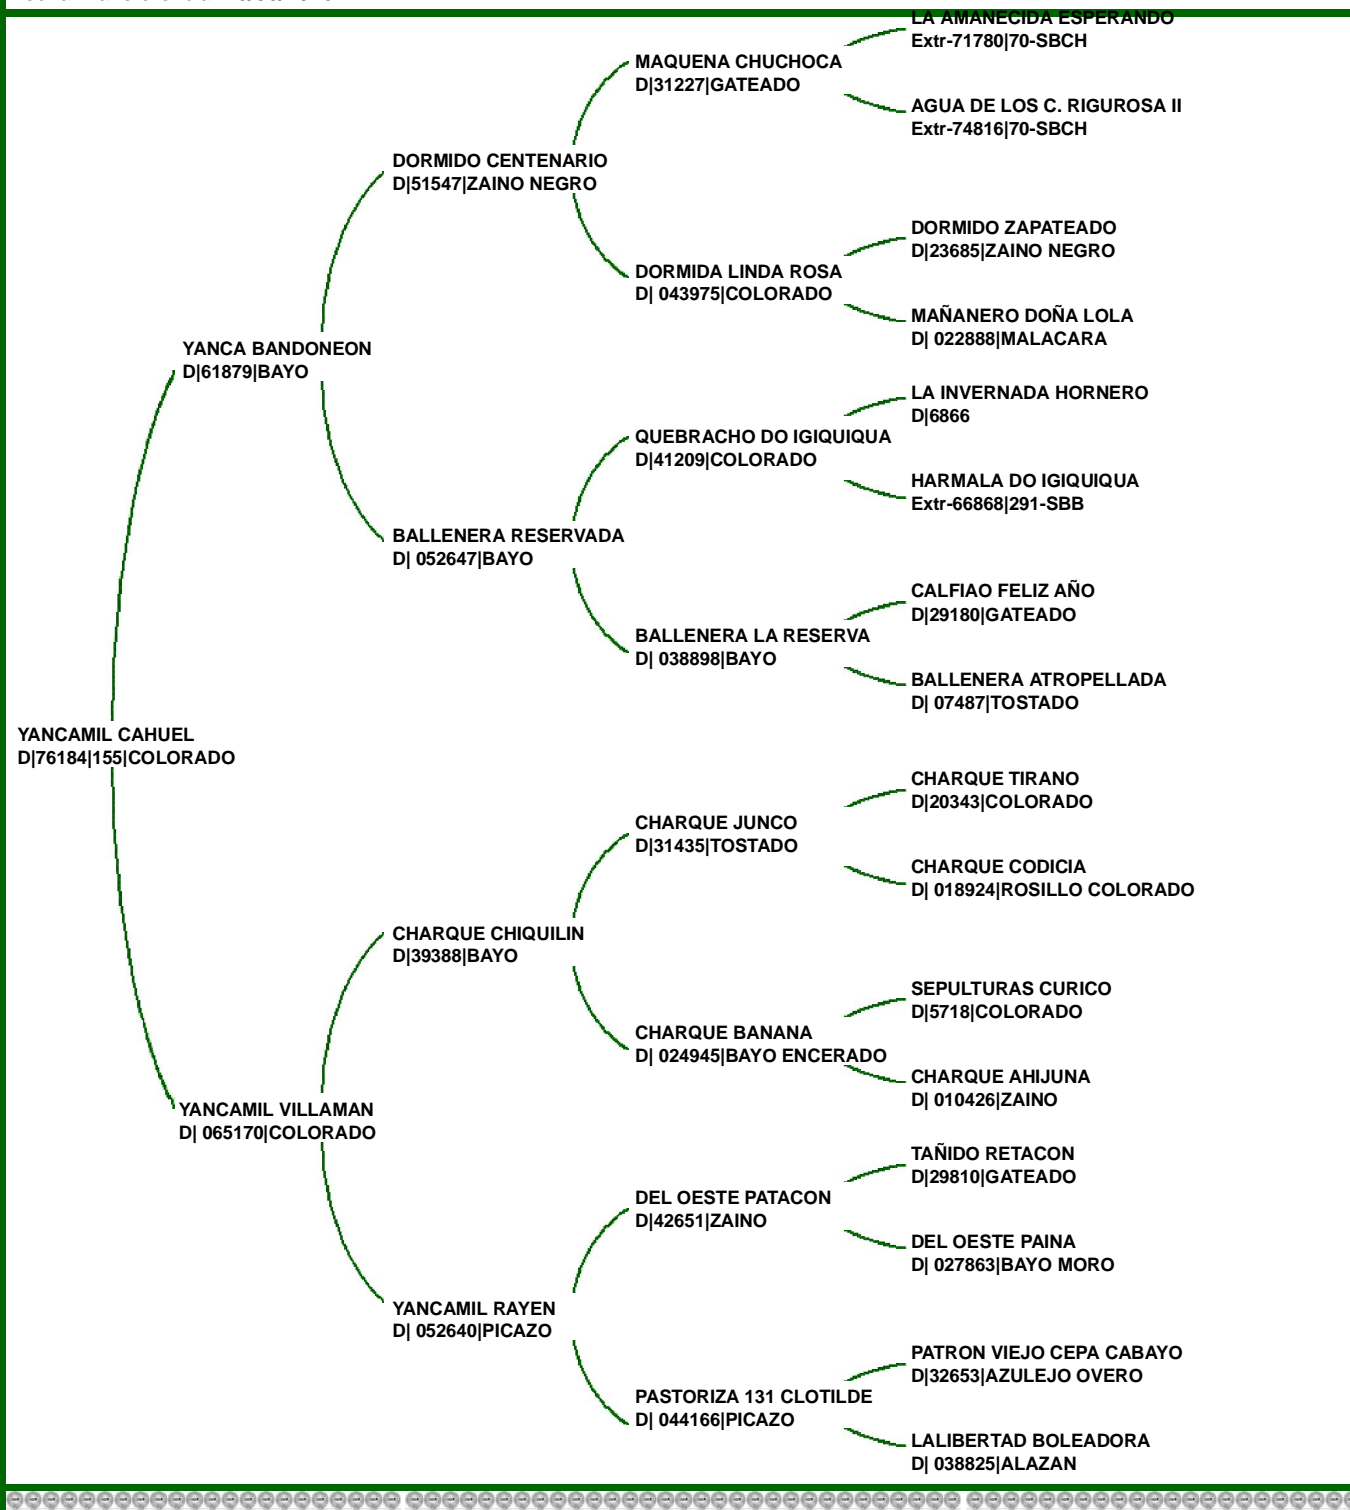 LA AMANECIDA ESPERANDO
Extr-71780|70-SBCH
MAQUENA CHUCHOCA
D|31227|GATEADO
AGUA DE LOS C. RIGUROSA II
Extr-74816|70-SBCH
DORMIDO CENTENARIO
D|51547|ZAINO NEGRO
DORMIDO ZAPATEADO
D|23685|ZAINO NEGRO
DORMIDA LINDA ROSA
D| 043975|COLORADO
MAÑANERO DOÑA LOLA
D| 022888|MALACARA
YANCA BANDONEON
D|61879|BAYO
LA INVERNADA HORNERO
D|6866
QUEBRACHO DO IGIQUIQUA
D|41209|COLORADO
HARMALA DO IGIQUIQUA
Extr-66868|291-SBB
BALLENERA RESERVADA
D| 052647|BAYO
CALFIAO FELIZ AÑO
D|29180|GATEADO
BALLENERA LA RESERVA
D| 038898|BAYO
BALLENERA ATROPELLADA
D| 07487|TOSTADO
YANCAMIL CAHUEL
D|76184|155|COLORADO
CHARQUE TIRANO
D|20343|COLORADO
CHARQUE JUNCO
D|31435|TOSTADO
CHARQUE CODICIA
D| 018924|ROSILLO COLORADO
CHARQUE CHIQUILIN
D|39388|BAYO
SEPULTURAS CURICO
D|5718|COLORADO
CHARQUE BANANA
D| 024945|BAYO ENCERADO
CHARQUE AHIJUNA
D| 010426|ZAINO
YANCAMIL VILLAMAN
D| 065170|COLORADO
TAÑIDO RETACON
D|29810|GATEADO
DEL OESTE PATACON
D|42651|ZAINO
DEL OESTE PAINA
D| 027863|BAYO MORO
YANCAMIL RAYEN
D| 052640|PICAZO
PATRON VIEJO CEPA CABAYO
D|32653|AZULEJO OVERO
PASTORIZA 131 CLOTILDE
D| 044166|PICAZO
LALIBERTAD BOLEADORA
D| 038825|ALAZAN